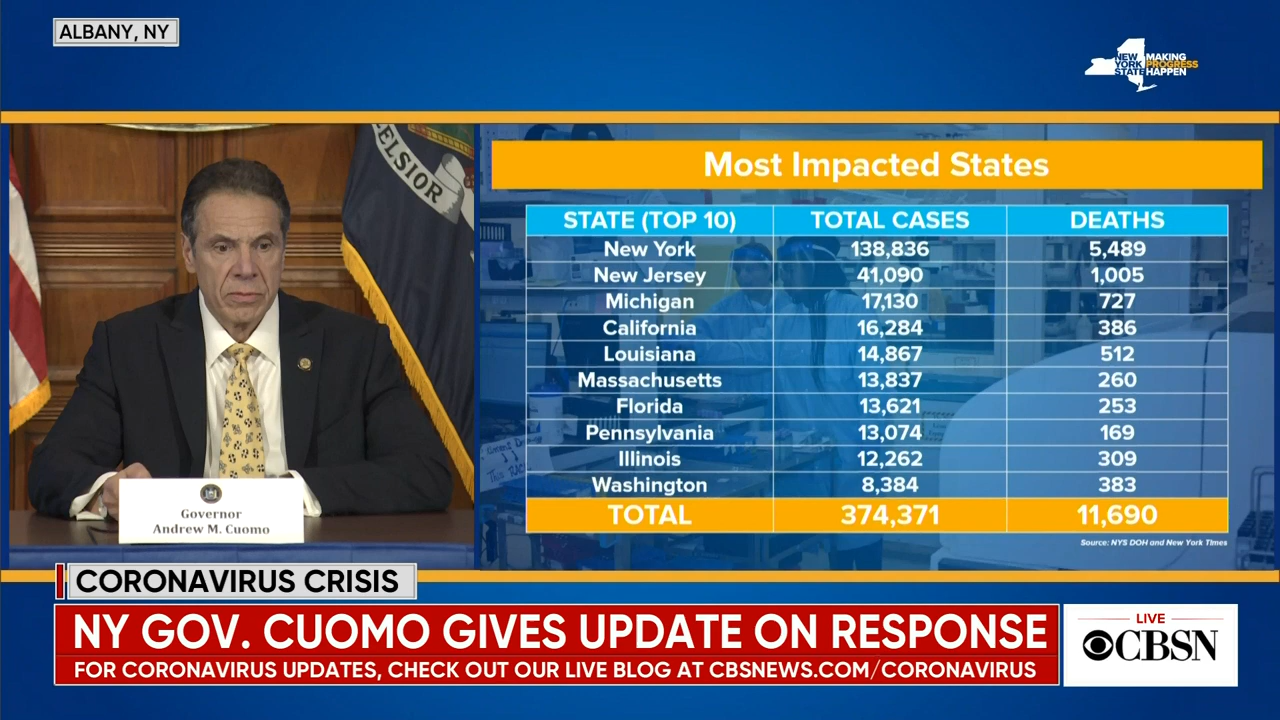 ALBANY, NY
NEW
YORK
STATE
MAKING
PROGRESS
HAPPEN
ELSIOR
Most Impacted States
STATE (TOP 10) TOTAL CASES DEATHS
New York 138,836 5,489
New Jersey 41,090 1,005
Michigan 17,130 727
California 16,284 386
Louisiana 14,867 512
Massachusetts 13,837 260
Florida 13,621 253
Pennsylvania 13,074 169
Illinois 12,262 309
Washington 8,384 383
TOTAL 374,371 11,690
Source: NYS DOH and New York Times
Governor
Andrew M. Cuomo
CORONAVIRUS CRISIS
NY GOV. CUOMO GIVES UPDATE ON RESPONSE
FOR CORONAVIRUS UPDATES, CHECK OUT OUR LIVE BLOG AT CBSNEWS.COM/CORONAVIRUS
LIVE
CBSN